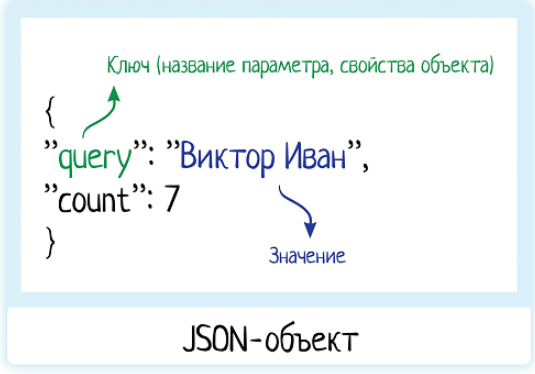 Ключ (название параметра, свойства объекта)
{
”query”: ”Виктор Иван”,
”count”: 7
}
Значение
JSON-объект